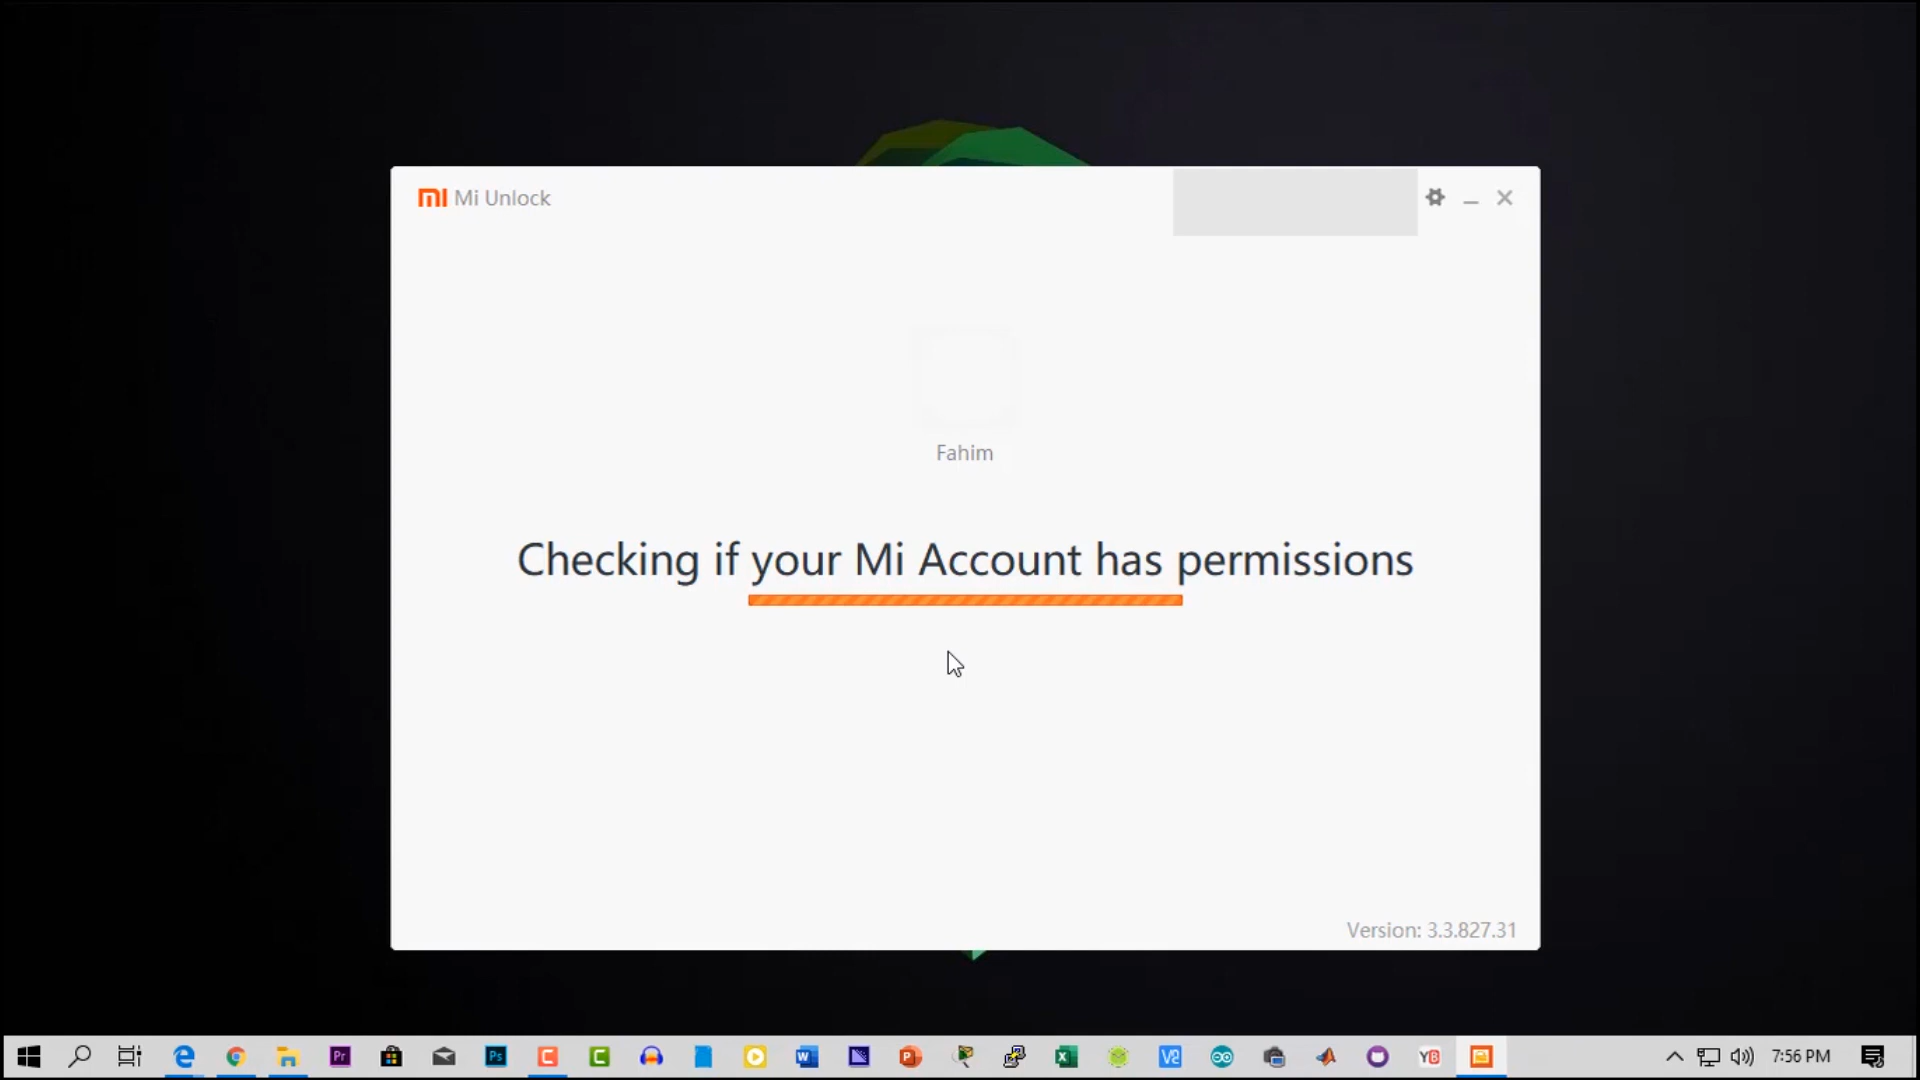 Mi Unlock
Fahim
Checking if your Mi Account has permissions
Version: 3.3.827.31
7:56 PM